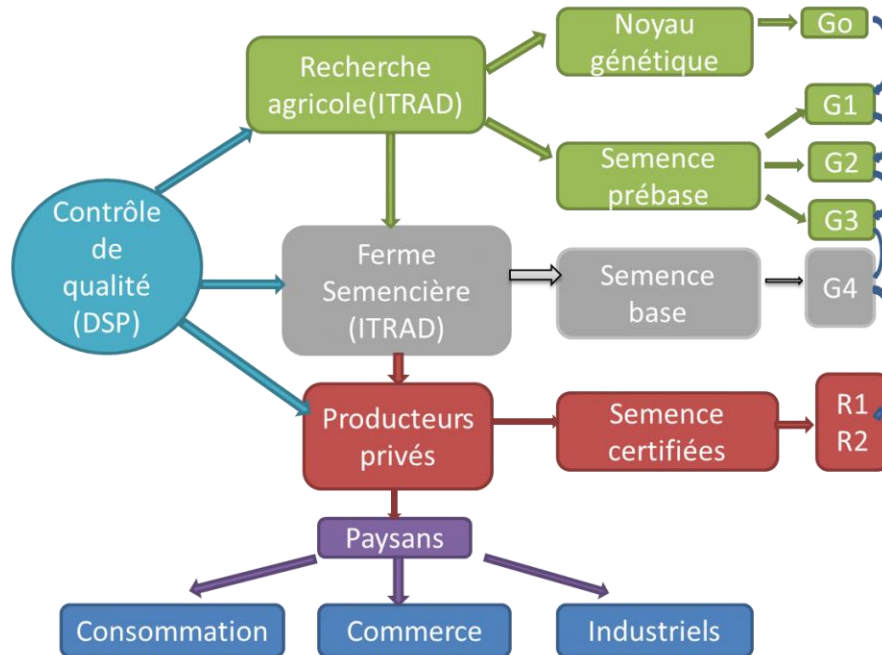 Noyau
génétique
Go
Recherche
agricole(ITRAD)
G1
Semence
prébase
G2
G3
Contrôle
de
qualité
(DSP)
Ferme
Semencière
(ITRAD)
Semence
base
G4
Producteurs
privés
Semence
certifiées
R1
R2
Paysans
Consommation
Commerce
Industriels